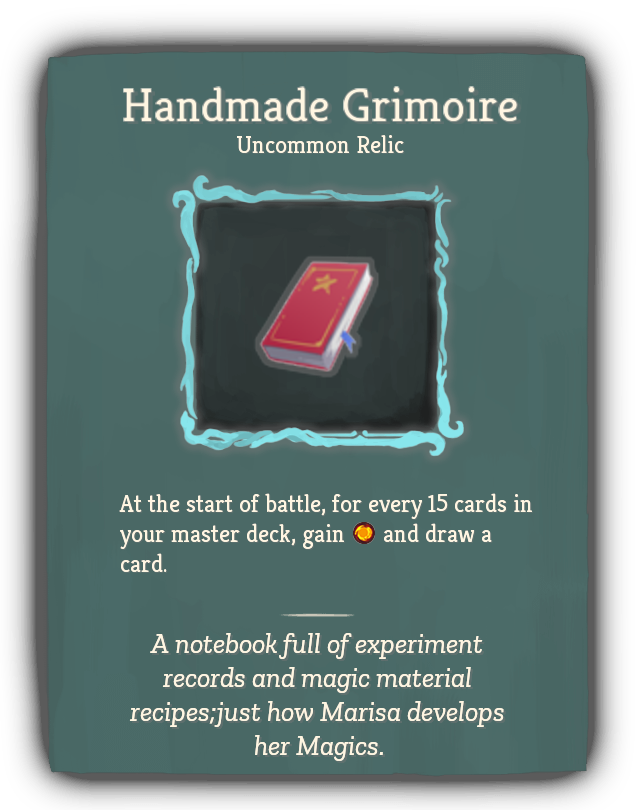 Handmade Grimoire
Uncommon Relic
At the start of battle, for every 15 cards in
your master deck, gain and draw a
card.
A notebook full of experiment
records and magic material
recipes;just how Marisa develops
her Magics.